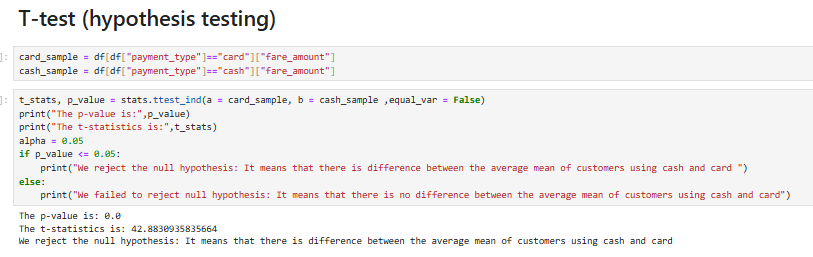 T-test (hypothesis testing)
]:
card_sample = df[df["payment_type"]=="card"]["fare_amount"]
cash_sample = df[df["payment_type"]=="cash"]["fare_amount"]
]:
t_stats, p_value = stats.ttest_ind(a = card_sample, b = cash_sample ,equal_var = False)
print("The p-value is:",p_value)
print("The t-statistics is:",t_stats)
alpha = 0.05
if p_value <= 0.05:
    print("We reject the null hypothesis: It means that there is difference between the average mean of customers using cash and card ")
else:
    print("We failed to reject null hypothesis: It means that there is no difference between the average mean of customers using cash and card")
The p-value is: 0.0
The t-statistics is: 42.8830935835664
We reject the null hypothesis: It means that there is difference between the average mean of customers using cash and card